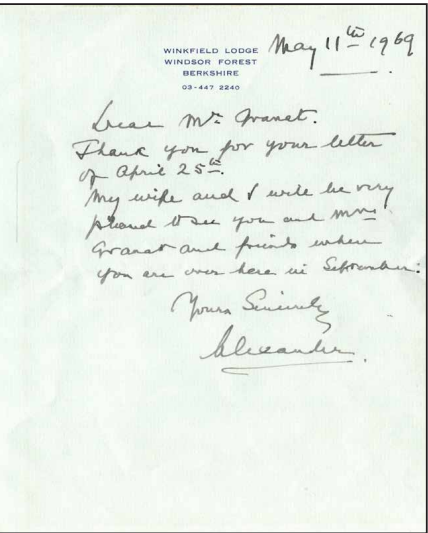 WINKFIELD LODGE
WINDSOR FOREST
BERKSHIRE
03-447 2240
May 11th 1969
Dear Mr. Granat.
Thank you for your letter
of April 25th.
My wife and I will be very
pleased to see you and Mrs.
Granat and friends when
you are over here in September.
Yours Sincerely
Alexander.